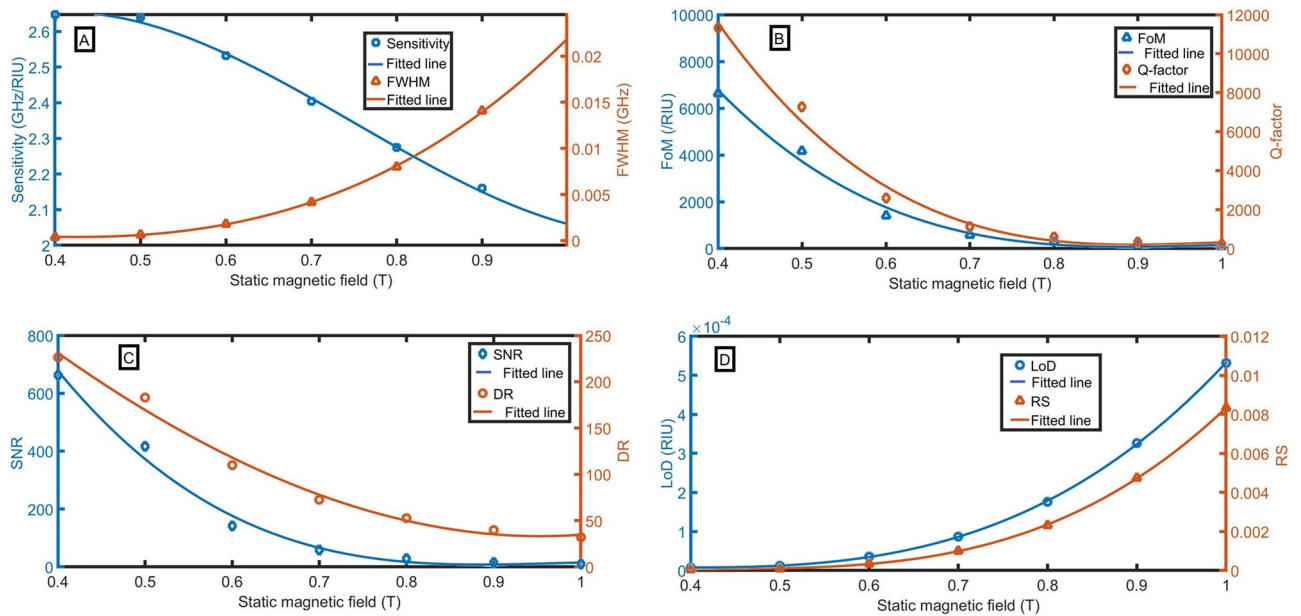 A
Sensitivity
Fitted line
FWHM
Fitted line
2.6
2.5
2.4
2.3
2.2
2.1
2
Sensitivity (GHz/RIU)
0.02
0.015
0.01
0.005
0
FWHM (GHz)
0.4 0.5 0.6 0.7 0.8 0.9
Static magnetic field (T)
B
FoM
Fitted line
Q-factor
Fitted line
10000
8000
6000
4000
2000
0
FoM (/RIU)
12000
10000
8000
6000
4000
2000
0
Q-factor
0.4 0.5 0.6 0.7 0.8 0.9 1
Static magnetic field (T)
C
SNR
Fitted line
DR
Fitted line
800
600
400
200
0
SNR
250
200
150
100
50
0
DR
0.4 0.5 0.6 0.7 0.8 0.9 1
Static magnetic field (T)
D
LoD
Fitted line
RS
Fitted line
×10-4
6
5
4
3
2
1
0
LoD (RIU)
0.012
0.01
0.008
0.006
0.004
0.002
0
RS
0.4 0.5 0.6 0.7 0.8 0.9 1
Static magnetic field (T)